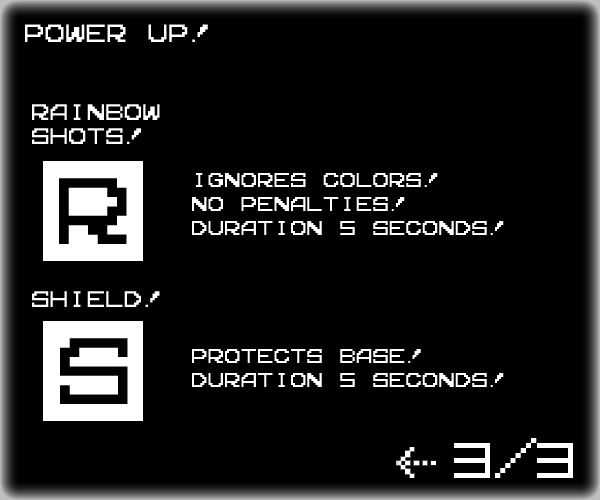 POWER UP!
RAINBOW
SHOTS!
R
IGNORES COLORS!
NO PENALTIES!
DURATION 5 SECONDS!
SHIELD!
S
PROTECTS BASE!
DURATION 5 SECONDS!
3/3